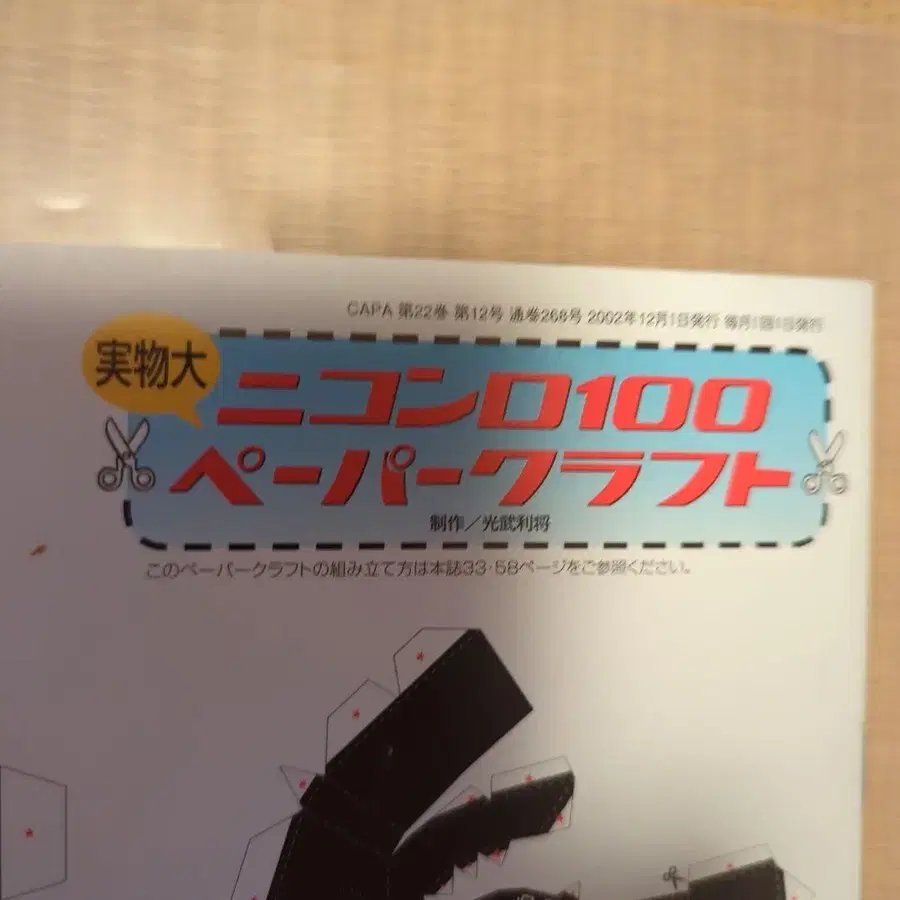 CAPA 第22巻 第12号 通巻268号 2002年12月1日発行 毎月1回1日発行
実物大
ニコンD100
ペーパークラフト
制作／光武利将
このペーパークラフトの組み立て方は本誌33・58ページをご参照ください。